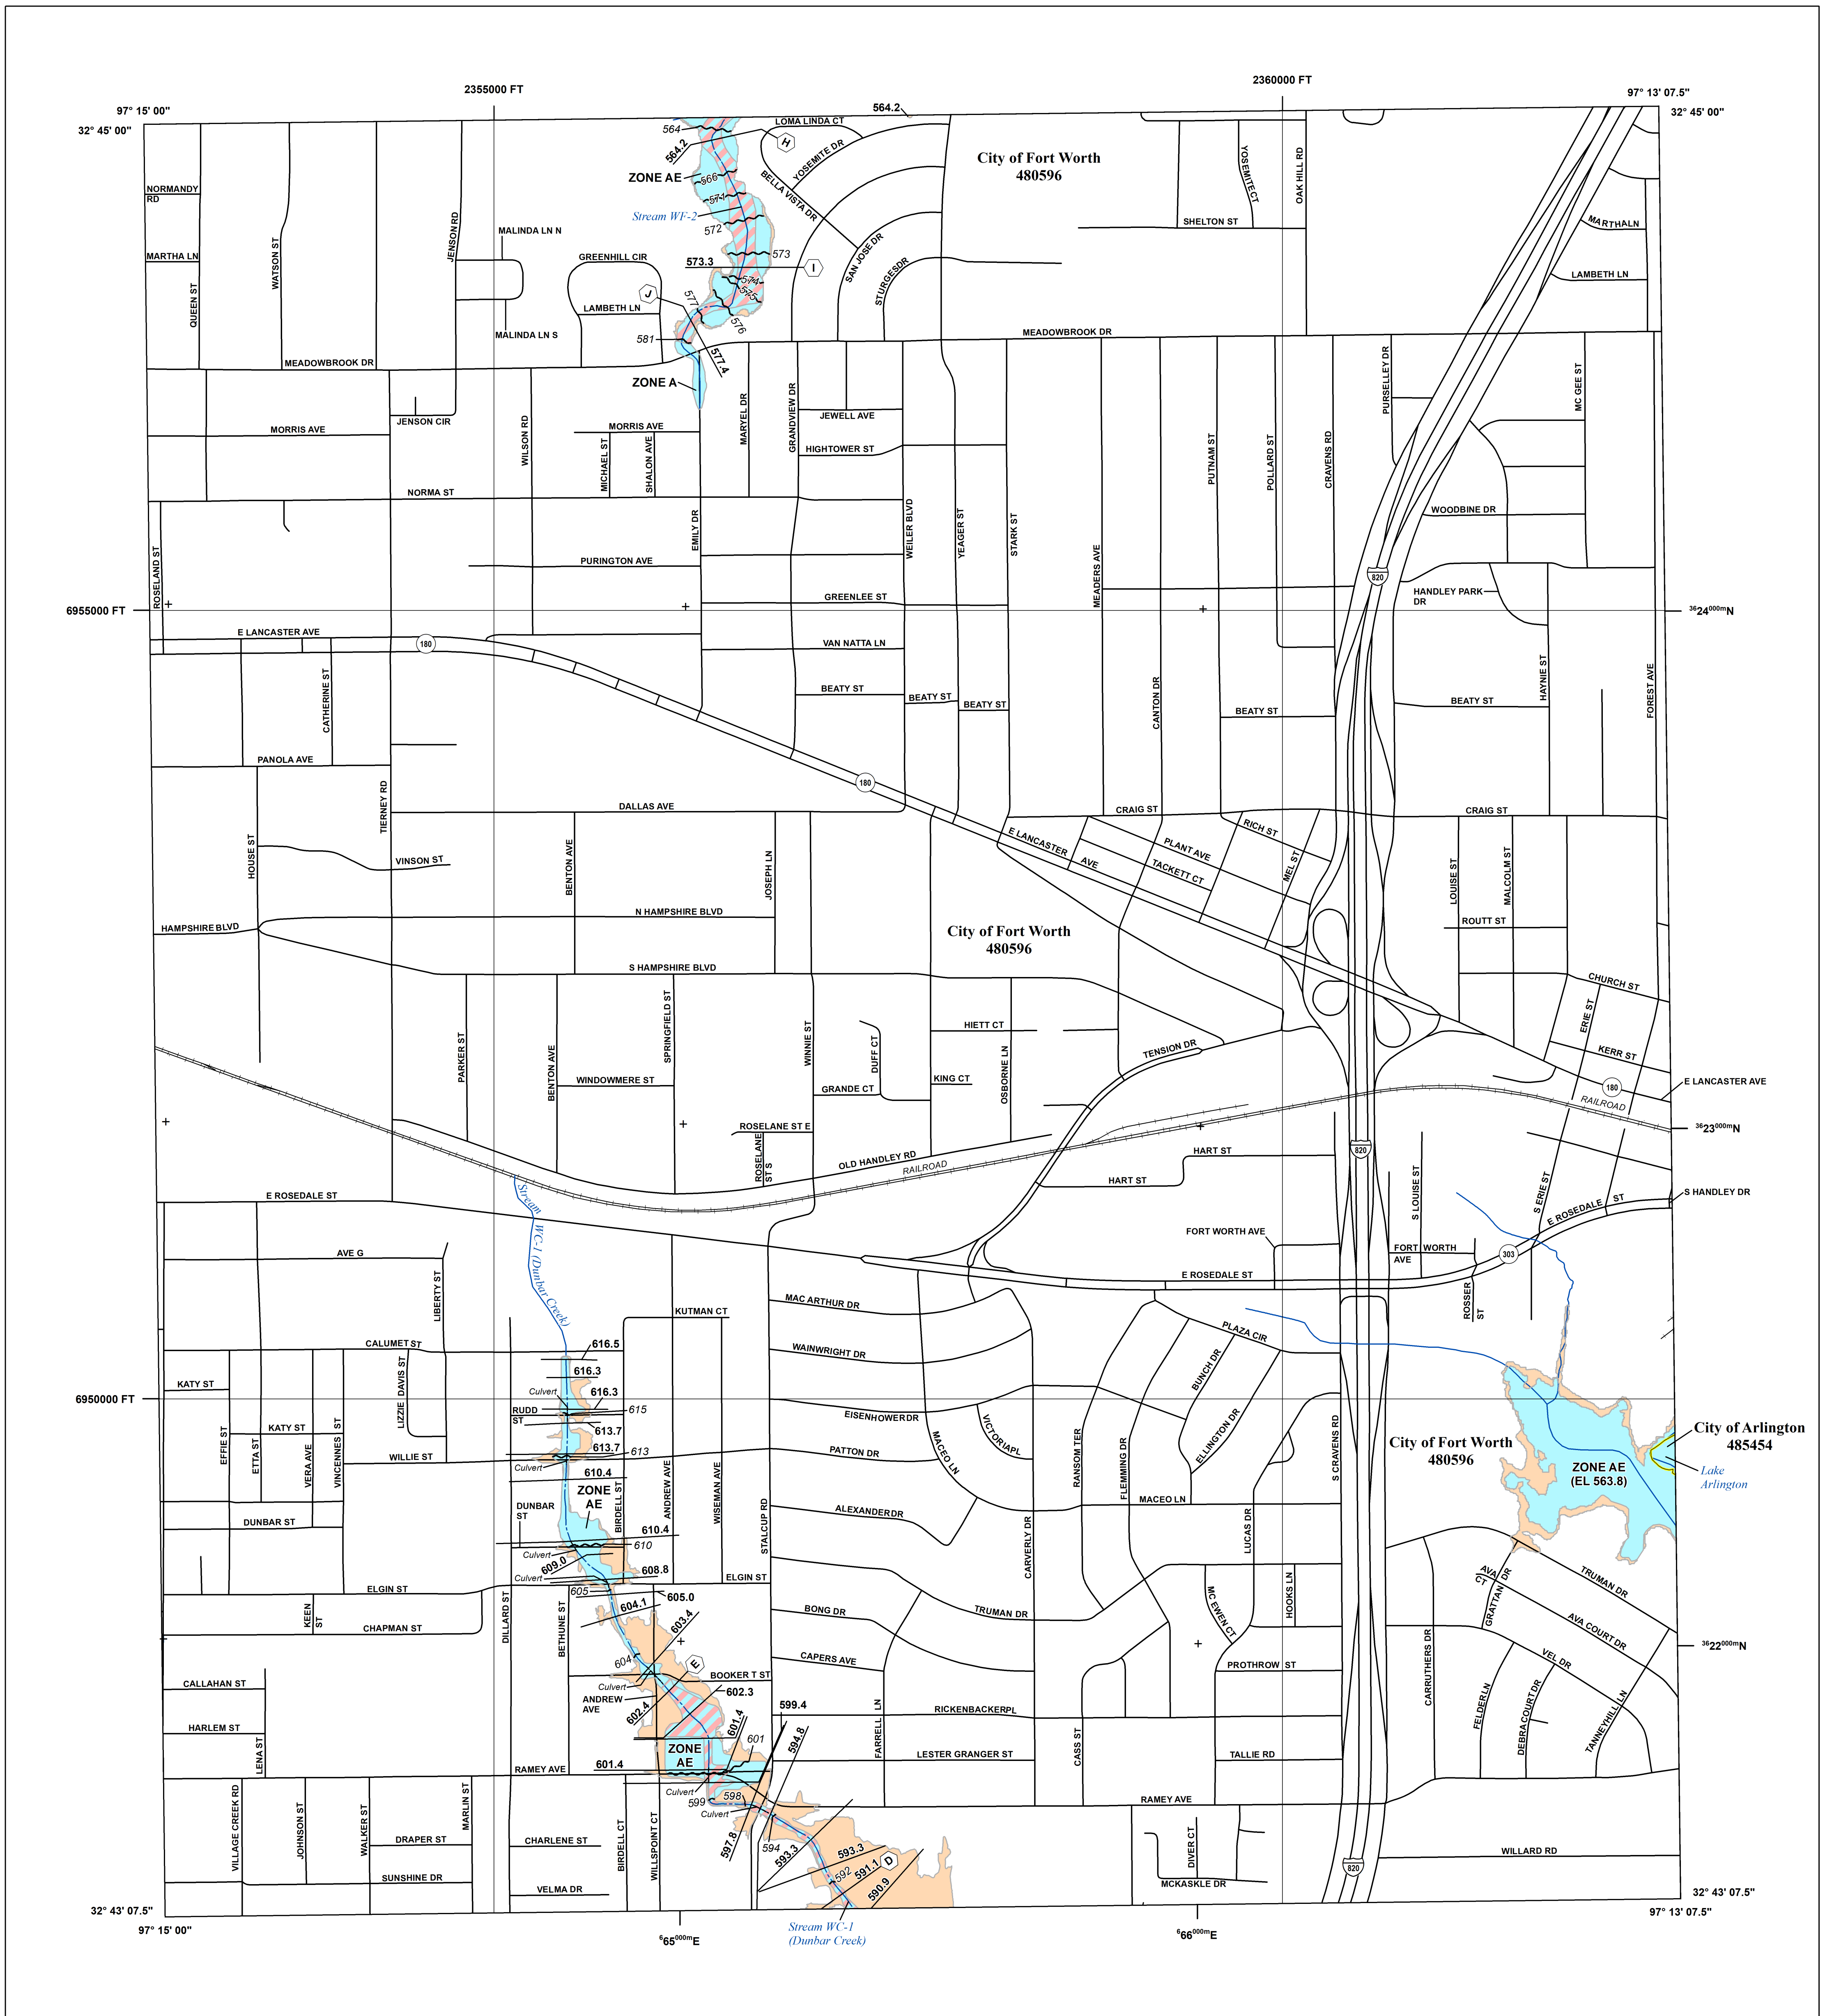 2360000 FT
2355000 FT
97° 15' 00"
97° 13' 07.5"
32° 45' 00"
32° 45' 00"
564.2
LOMA LINDA CT
564
H
564.2
YOSEMITE DR
City of Fort Worth
480596
YOSEMITE CT
OAK HILL RD
ZONE AE
566
BELLA VISTA DR
NORMANDY
RD
571
Stream WF-2
572
SHELTON ST
MARTHALN
JENSON RD
MALINDA LN N
WATSON ST
MARTHA LN
GREENHILL CIR
573
573.3
I
SAN JOSE DR
STURGESDR
LAMBETH LN
QUEEN ST
J
577
574
575
576
LAMBETH LN
MALINDA LN S
581
577.4
MEADOWBROOK DR
MEADOWBROOK DR
ZONE A
PURSELLEY DR
MC GEE ST
JENSON CIR
MARYEL DR
GRANDVIEW DR
JEWELL AVE
MORRIS AVE
MORRIS AVE
WILSON RD
MICHAEL ST
SHALON AVE
HIGHTOWER ST
PUTNAM ST
POLLARD ST
CRAVENS RD
NORMA ST
WOODBINE DR
EMILY DR
WEILER BLVD
YEAGER ST
STARK ST
PURINGTON AVE
ROSELAND ST
MEADERS AVE
820
HANDLEY PARK
DR
GREENLEE ST
6955000 FT
3624000mN
E LANCASTER AVE
180
VAN NATTA LN
CATHERINE ST
BEATY ST
BEATY ST
BEATY ST
CANTON DR
BEATY ST
BEATY ST
HAYNIE ST
FOREST AVE
PANOLA AVE
TIERNEY RD
180
DALLAS AVE
CRAIG ST
CRAIG ST
RICH ST
E LANCASTER
AVE
PLANT AVE
TACKETT CT
MEL ST
HOUSE ST
VINSON ST
BENTON AVE
JOSEPH LN
LOUISE ST
MALCOLM ST
N HAMPSHIRE BLVD
HAMPSHIRE BLVD
City of Fort Worth
480596
ROUTT ST
S HAMPSHIRE BLVD
CHURCH ST
ERIE ST
PARKER ST
BENTON AVE
SPRINGFIELD ST
WINNIE ST
DUFF CT
HIETT CT
OSBORNE LN
TENSION DR
KERR ST
WINDOWMERE ST
GRANDE CT
KING CT
180
E LANCASTER AVE
RAILROAD
3623000mN
ROSELANE ST E
ROSELANE
ST S
OLD HANDLEY RD
RAILROAD
820
HART ST
HART ST
S LOUISE ST
S ERIE ST
E ROSEDALE ST
S HANDLEY DR
E ROSEDALE ST
Stream
WC-1 (Dunbar Creek)
FORT WORTH AVE
FORT WORTH
AVE
303
AVE G
E ROSEDALE ST
LIBERTY ST
ROSSER
ST
MAC ARTHUR DR
KUTMAN CT
PLAZA CIR
CALUMET ST
616.5
WAINWRIGHT DR
BUNCH DR
616.3
KATY ST
LIZZIE DAVIS ST
Culvert
616.3
6950000 FT
RUDD
ST
615
EISENHOWERDR
VICTORIAPL
ELLINGTON DR
S CRAVENS RD
City of Arlington
485454
EFFIE ST
KATY ST
ETTA ST
VERA AVE
VINCENNES ST
613.7
613.7
613
WILLIE ST
Culvert
PATTON DR
MACEO LN
RANSOM TER
FLEMMING DR
City of Fort Worth
480596
ZONE AE
(EL 563.8)
Lake
Arlington
610.4
ZONE
AE
BIRDELL ST
ANDREW AVE
WISEMAN AVE
STALCUP RD
MACEO LN
DUNBAR
ST
ALEXANDERDR
DUNBAR ST
610.4
610
LUCAS DR
CARVERLY DR
Culvert
609.0
608.8
Culvert
ELGIN ST
ELGIN ST
605
605.0
KEEN
ST
604.1
603.4
CHAPMAN ST
DILLARD ST
BETHUNE ST
BONG DR
TRUMAN DR
MC EWEN CT
HOOKS LN
AVA
CT
GRATTAN DR
TRUMAN DR
AVA COURT DR
CARRUTHERS DR
3622000mN
604
E
CAPERS AVE
PROTHROW ST
VEL DR
CALLAHAN ST
Culvert
BOOKER T ST
ANDREW
AVE
602.3
602.4
599.4
FARRELL LN
RICKENBACKERPL
FELDERLN
DEBRACOURT DR
TANNEYHILL LN
HARLEM ST
LENA ST
601.4
594.8
601
ZONE
AE
CASS ST
LESTER GRANGER ST
TALLIE RD
RAMEY AVE
601.4
Culvert
599
598
Culvert
RAMEY AVE
VILLAGE CREEK RD
JOHNSON ST
WALKER ST
MARLIN ST
DRAPER ST
CHARLENE ST
BIRDELL CT
WILLSPOINT CT
597.8
594
593.3
593.3
592
591.1
D
590.9
DIVER CT
WILLARD RD
820
SUNSHINE DR
VELMA DR
MCKASKLE DR
32° 43' 07.5"
32° 43' 07.5"
97° 15' 00"
97° 13' 07.5"
Stream WC-1
(Dunbar Creek)
665000mE
666000mE